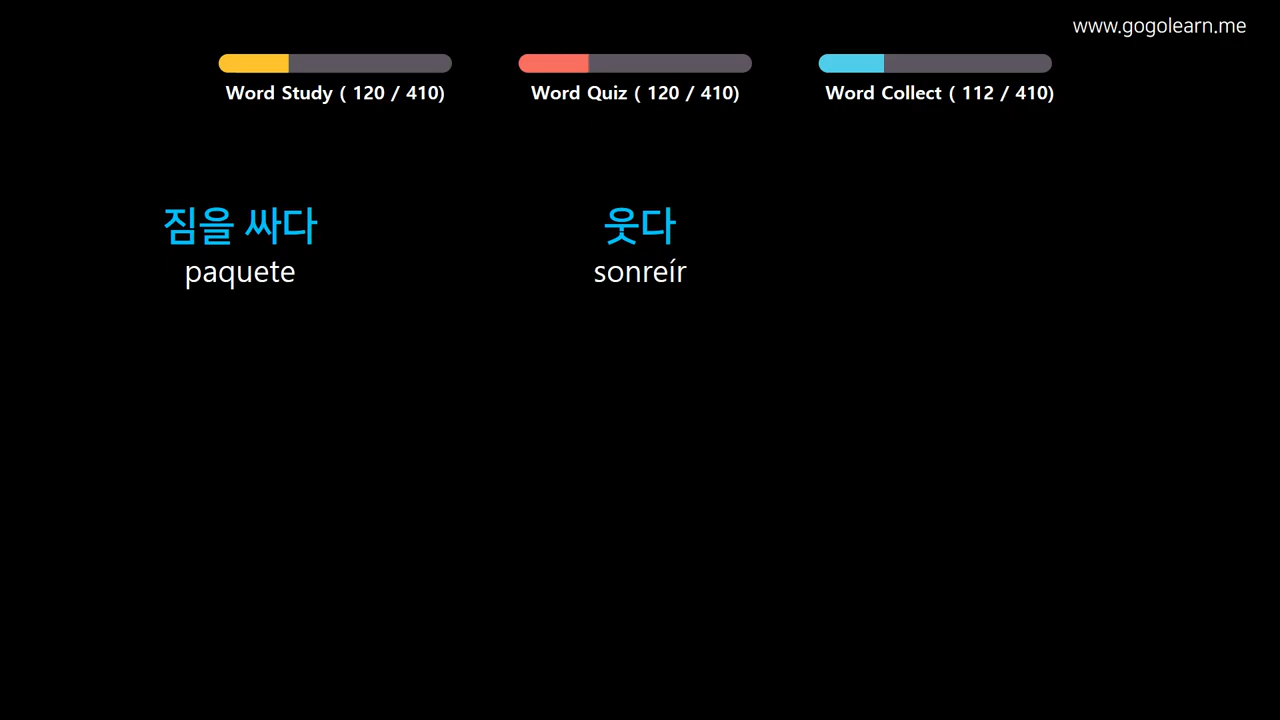 www.gogolearn.me
Word Study ( 120 / 410)
Word Quiz ( 120 / 410)
Word Collect ( 112 / 410)
짐을 싸다
paquete
웃다
sonreír